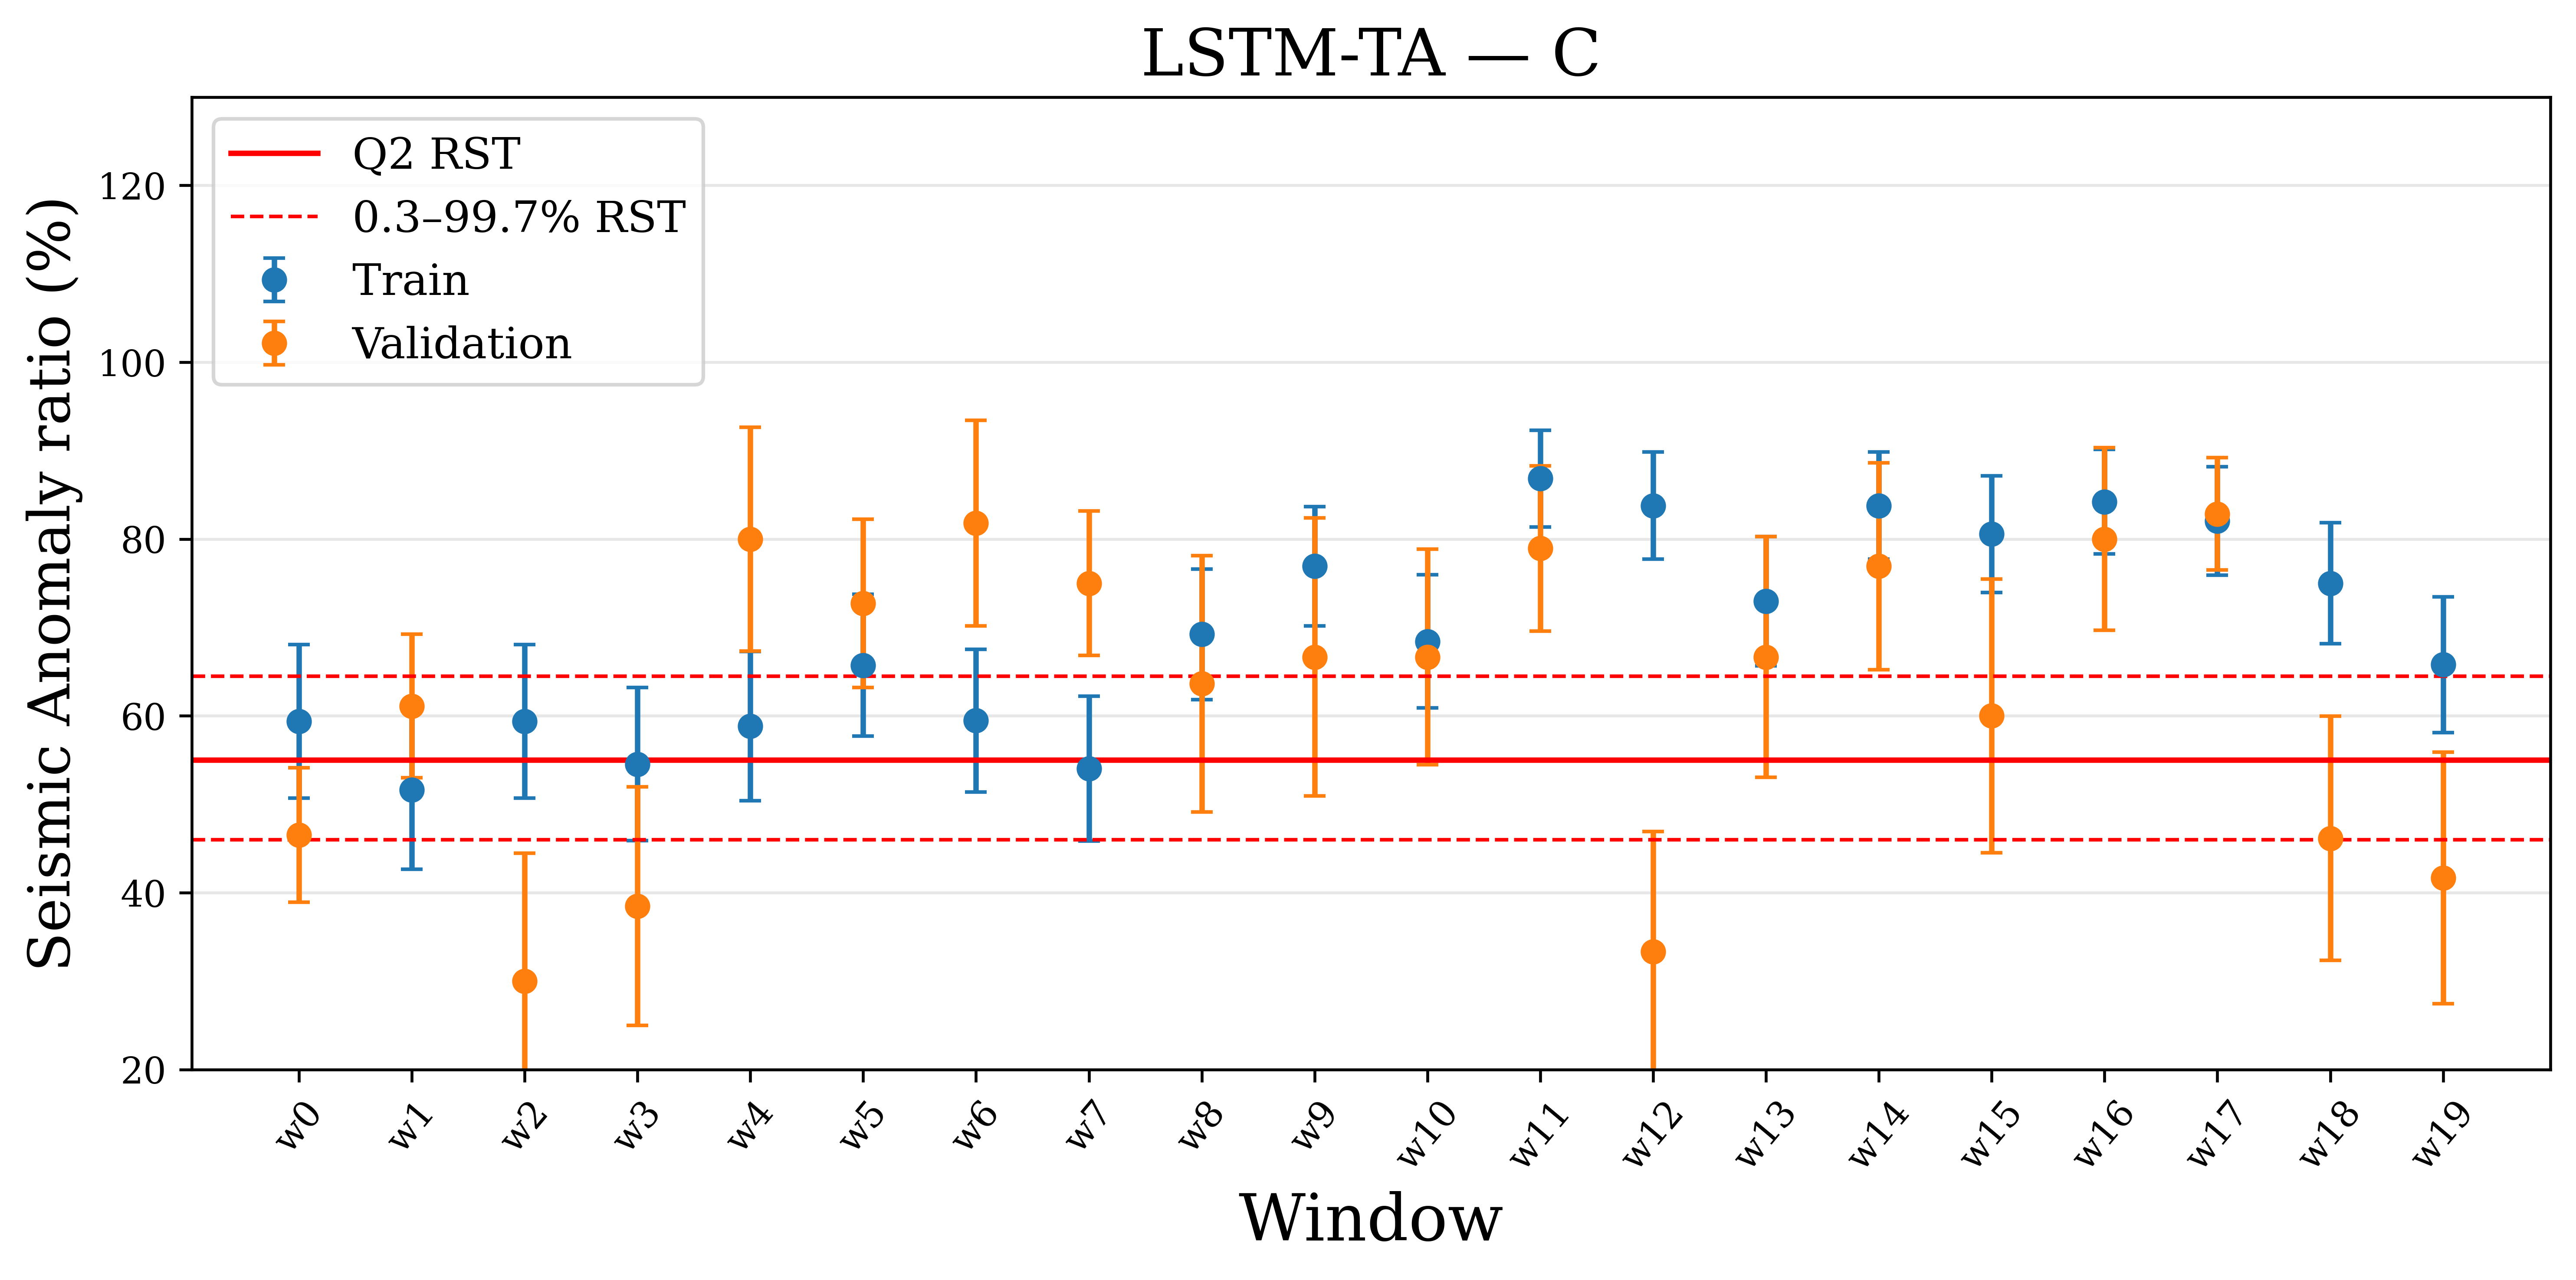 LSTM-TA — C
Seismic Anomaly ratio (%)
120
100
80
60
40
20
Q2 RST
0.3–99.7% RST
Train
Validation
w0 w1 w2 w3 w4 w5 w6 w7 w8 w9 w10 w11 w12 w13 w14 w15 w16 w17 w18 w19
Window